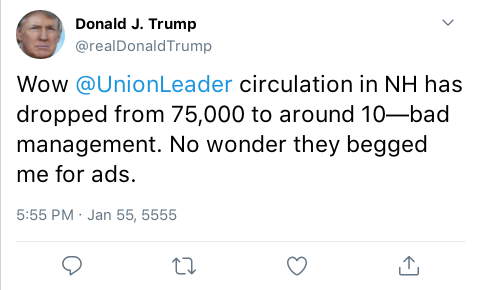 Donald J. Trump
@realDonaldTrump
Wow @UnionLeader circulation in NH has
dropped from 75,000 to around 10—bad
management. No wonder they begged
me for ads.
5:55 PM · Jan 55, 5555